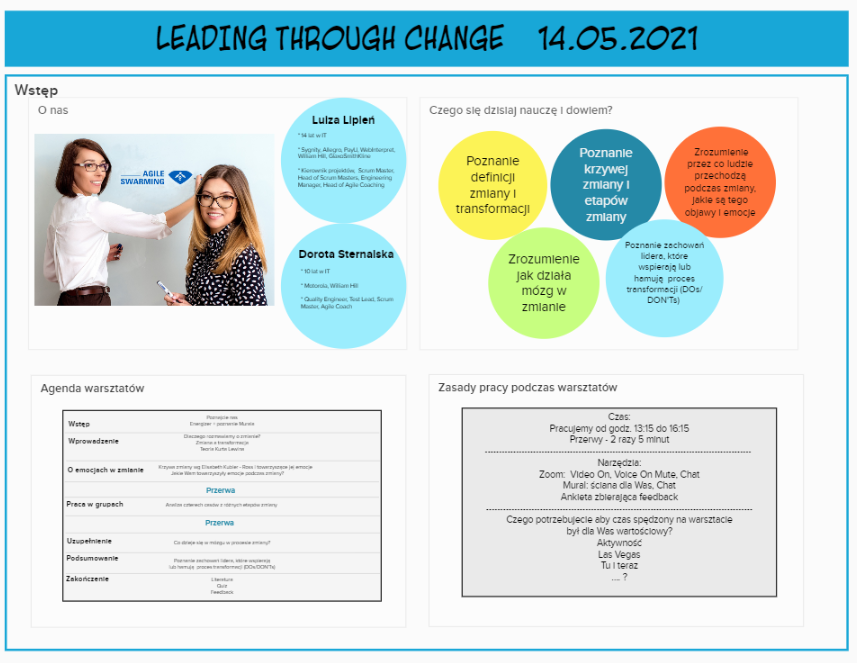 LEADING THROUGH CHANGE 14.05.2021
Wstęp
O nas
AGILE
SWARMING
Luiza Lipień
* 14 lat w IT
* Sygnity, Allegro, PayU, WebInterpret,
William Hill, GlaxoSmithKline
* Kierownik projektów, Scrum Master,
Head of Scrum Masters, Engineering
Manager, Head of Agile Coaching
Dorota Sternalska
* 10 lat w IT
* Motorola, William Hill
* Quality Engineer, Test Lead, Scrum
Master, Agile Coach
Czego się dzisiaj nauczę i dowiem?
Poznanie
definicji
zmiany i
transformacji
Poznanie
krzywej
zmiany i
etapów
zmiany
Zrozumienie
przez co ludzie
przechodzą
podczas zmiany,
jakie są tego
objawy i emocje
Zrozumienie
jak działa
mózg w
zmianie
Poznanie zachowań
lidera, które
wspierają lub
hamują proces
transformacji (DOs/
DON'Ts)
Agenda warsztatów
Wstęp
Poznajcie nas
Energizer – poznanie Murala
Wprowadzenie
Dlaczego rozmawiamy o zmianie?
Zmiana a transformacja
Teoria Kurta Lewina
O emocjach w zmianie
Krzywa zmiany wg Elisabeth Kubler - Ross i towarzyszące jej emocje
Jakie Wam towarzyszyły emocje podczas zmiany?
Przerwa
Praca w grupach
Analiza czterech casów z różnych etapów zmiany
Przerwa
Uzupełnienie
Co dzieje się w mózgu w procesie zmiany?
Podsumowanie
Poznanie zachowań lidera, które wspierają
lub hamują proces transformacji (DOs/DON'Ts)
Zakończenie
Literatura
Quiz
Feedback
Zasady pracy podczas warsztatów
Czas:
Pracujemy od godz. 13:15 do 16:15
Przerwy - 2 razy 5 minut
Narzędzia:
Zoom: Video On, Voice On Mute, Chat
Mural: ściana dla Was, Chat
Ankieta zbierająca feedback
Czego potrzebujecie aby czas spędzony na warsztacie
był dla Was wartościowy?
Aktywność
Las Vegas
Tu i teraz
.... ?